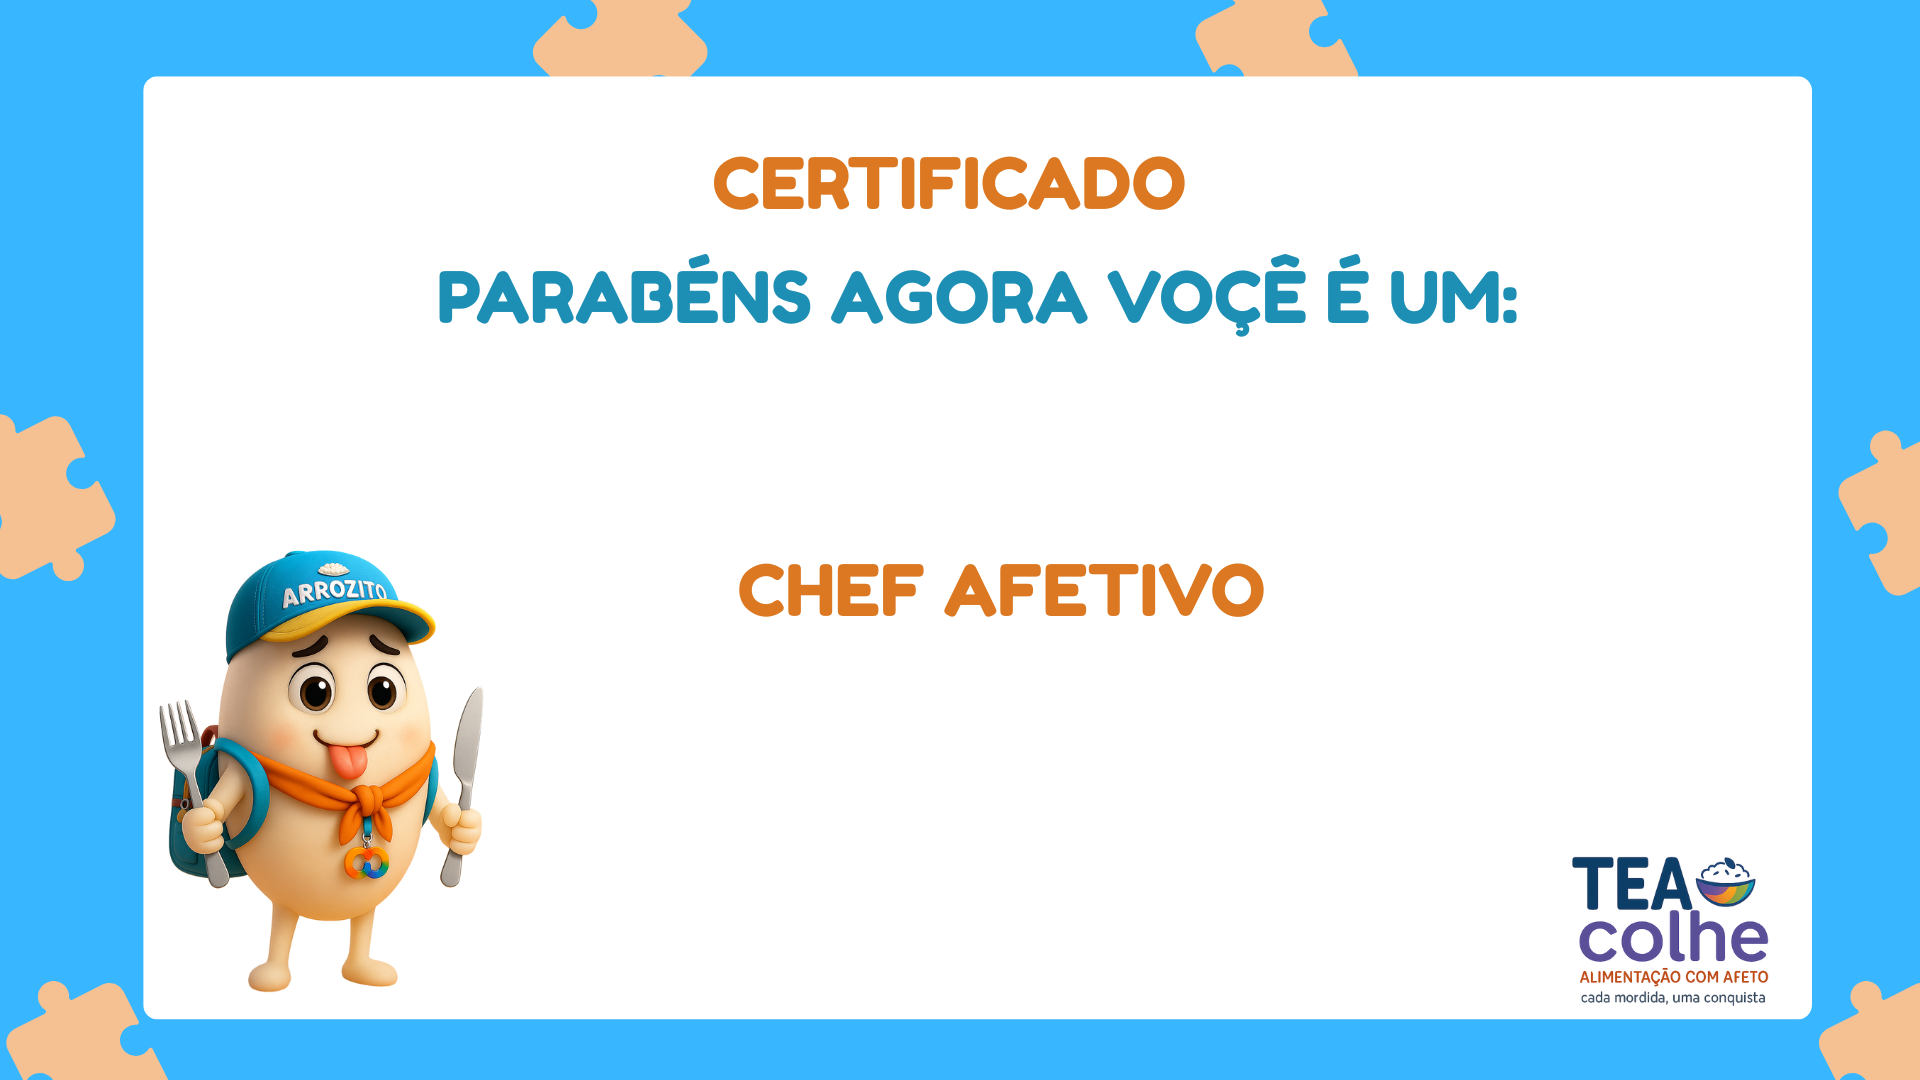 CERTIFICADO
PARABÉNS AGORA VOÇÊ É UM:
CHEF AFETIVO
ARROZITO
TEA
colhe
ALIMENTAÇÃO COM AFETO
cada mordida, uma conquista